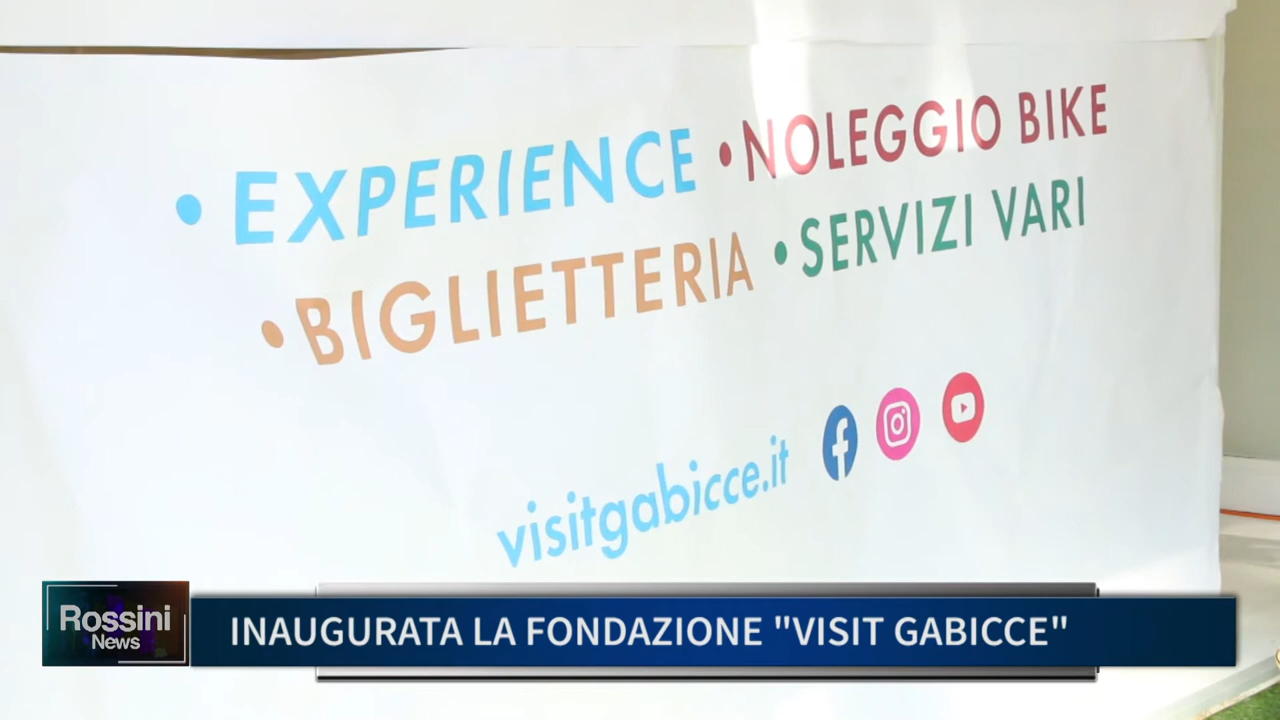 • EXPERIENCE • NOLEGGIO BIKE
• BIGLIETTERIA • SERVIZI VARI
visitgabicce.it
Rossini
News
INAUGURATA LA FONDAZIONE "VISIT GABICCE"